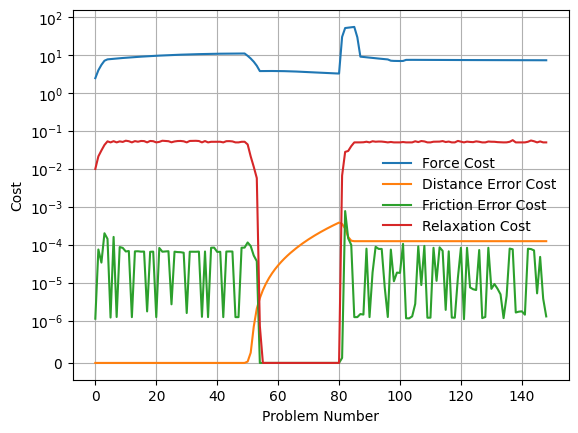 10²
10¹
10⁰
10⁻¹
10⁻²
10⁻³
10⁻⁴
10⁻⁵
10⁻⁶
0
Cost
Force Cost
Distance Error Cost
Friction Error Cost
Relaxation Cost
0 20 40 60 80 100 120 140
Problem Number